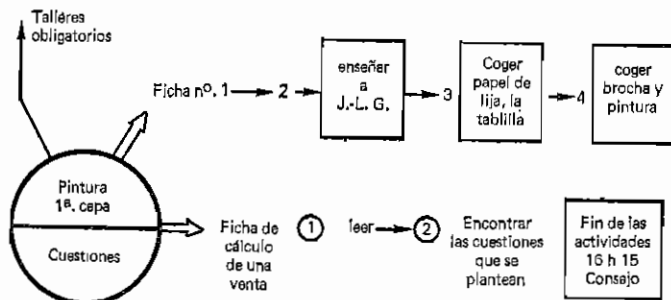 Talleres
obligatorios
Ficha nº. 1 2
enseñar
a
J.-L. G.
3
Coger
papel de
lija, la
tablilla
4
coger
brocha y
pintura
Pintura
1ª. capa
Cuestiones
Ficha de
cálculo
de una
venta
1
leer
2
Encontrar
las cuestiones
que se
plantean
Fin de las
actividades
16 h 15
Consejo